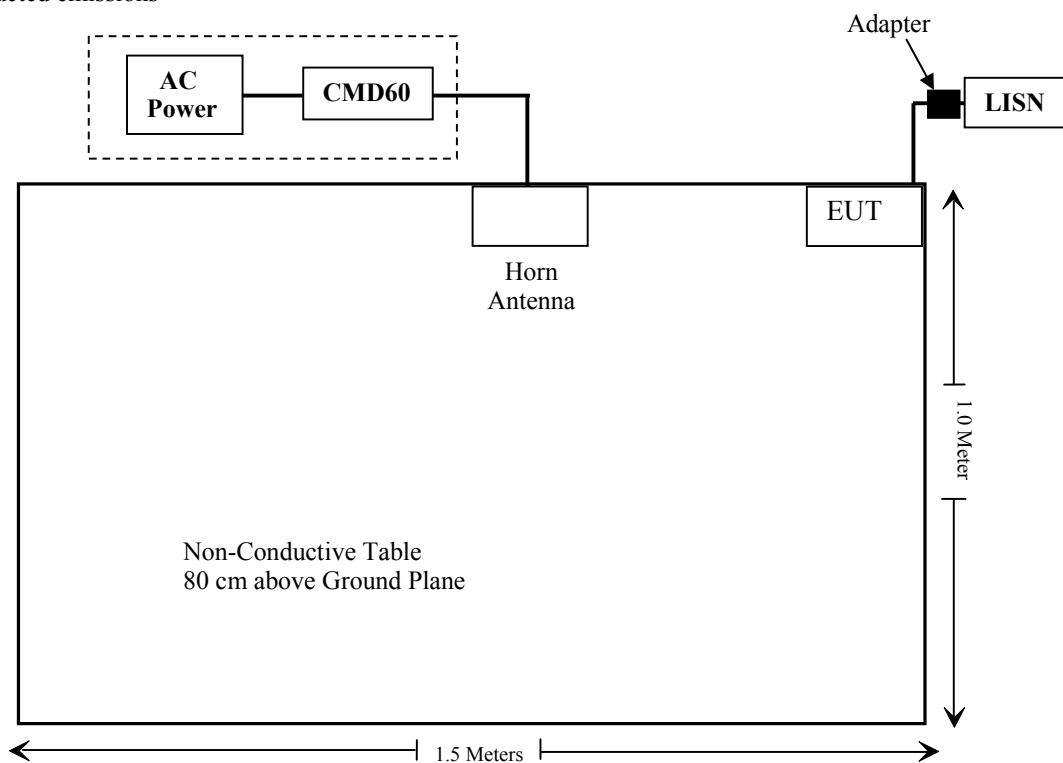 Adapter
AC
Power
CMD60
LISN
EUT
Horn
Antenna
1.0 Meter
Non-Conductive Table
80 cm above Ground Plane
1.5 Meters